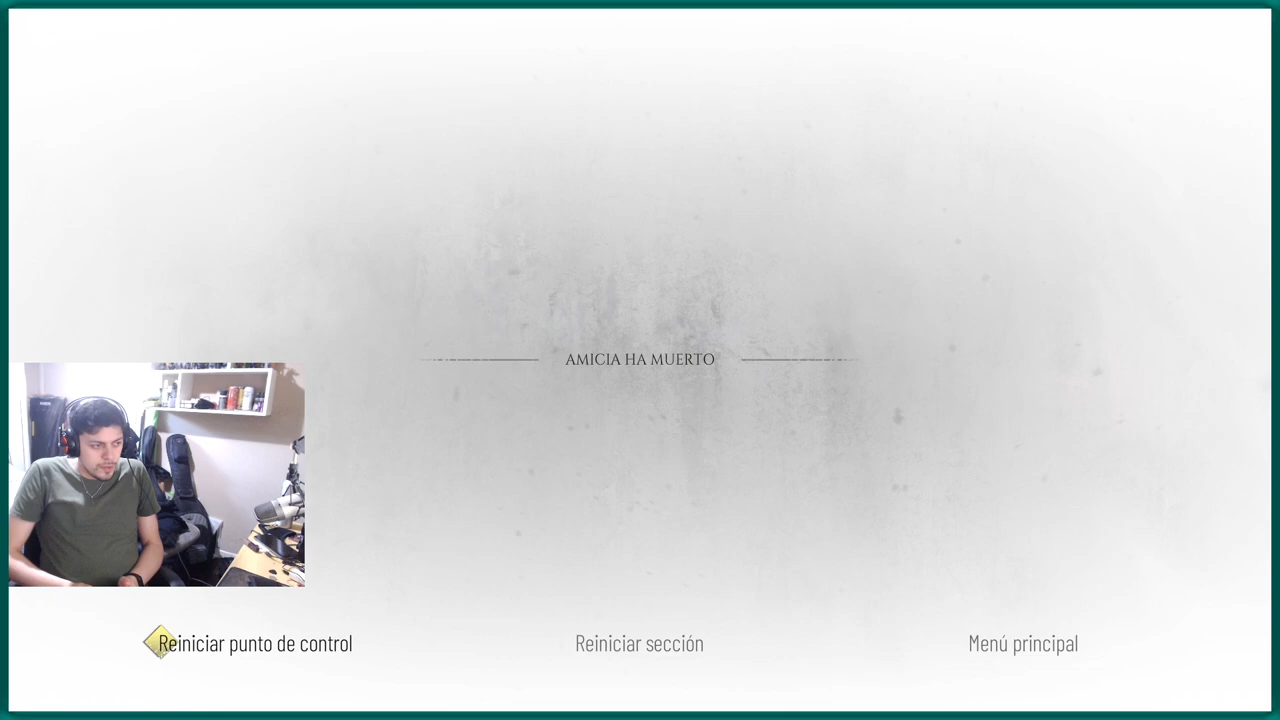 AMICIA HA MUERTO
Reiniciar punto de control
Reiniciar sección
Menú principal